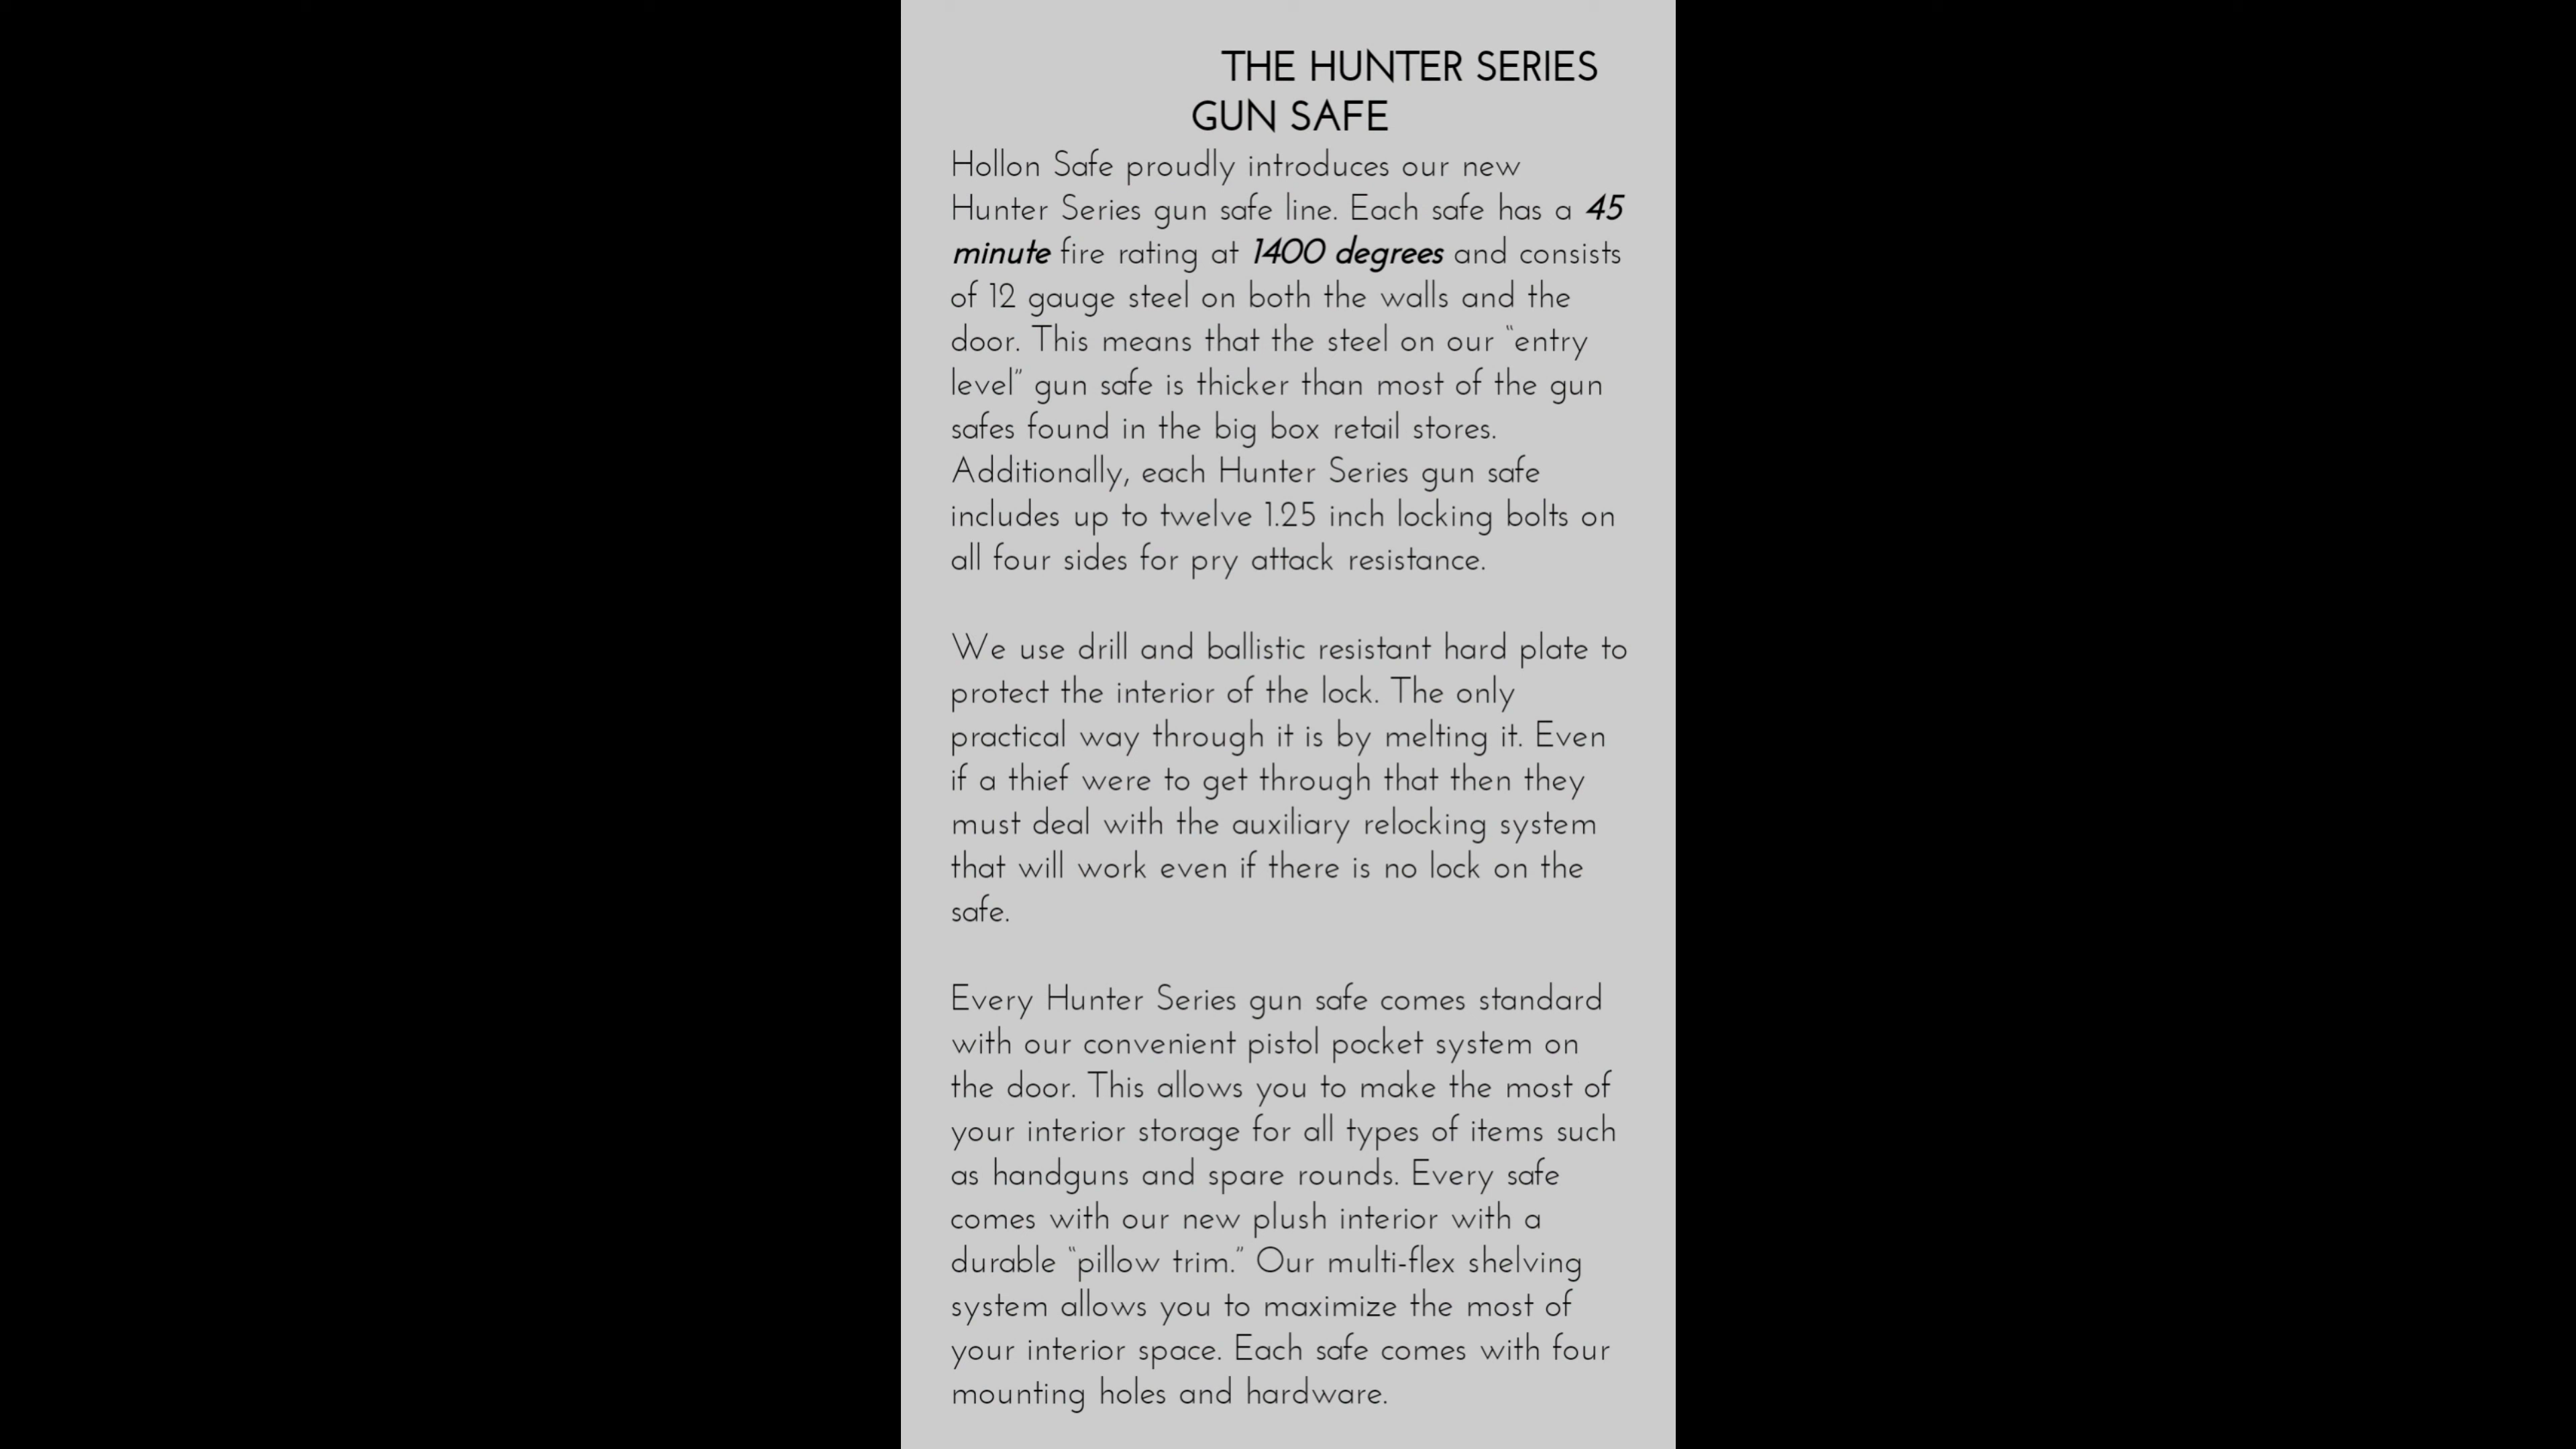 THE HUNTER SERIES
GUN SAFE
Hollon Safe proudly introduces our new
Hunter Series gun safe line. Each safe has a 45
minute fire rating at 1400 degrees and consists
of 12 gauge steel on both the walls and the
door. This means that the steel on our “entry
level” gun safe is thicker than most of the gun
safes found in the big box retail stores.
Additionally, each Hunter Series gun safe
includes up to twelve 1.25 inch locking bolts on
all four sides for pry attack resistance.
We use drill and ballistic resistant hard plate to
protect the interior of the lock. The only
practical way through it is by melting it. Even
if a thief were to get through that then they
must deal with the auxiliary relocking system
that will work even if there is no lock on the
safe.
Every Hunter Series gun safe comes standard
with our convenient pistol pocket system on
the door. This allows you to make the most of
your interior storage for all types of items such
as handguns and spare rounds. Every safe
comes with our new plush interior with a
durable “pillow trim.” Our multi-flex shelving
system allows you to maximize the most of
your interior space. Each safe comes with four
mounting holes and hardware.